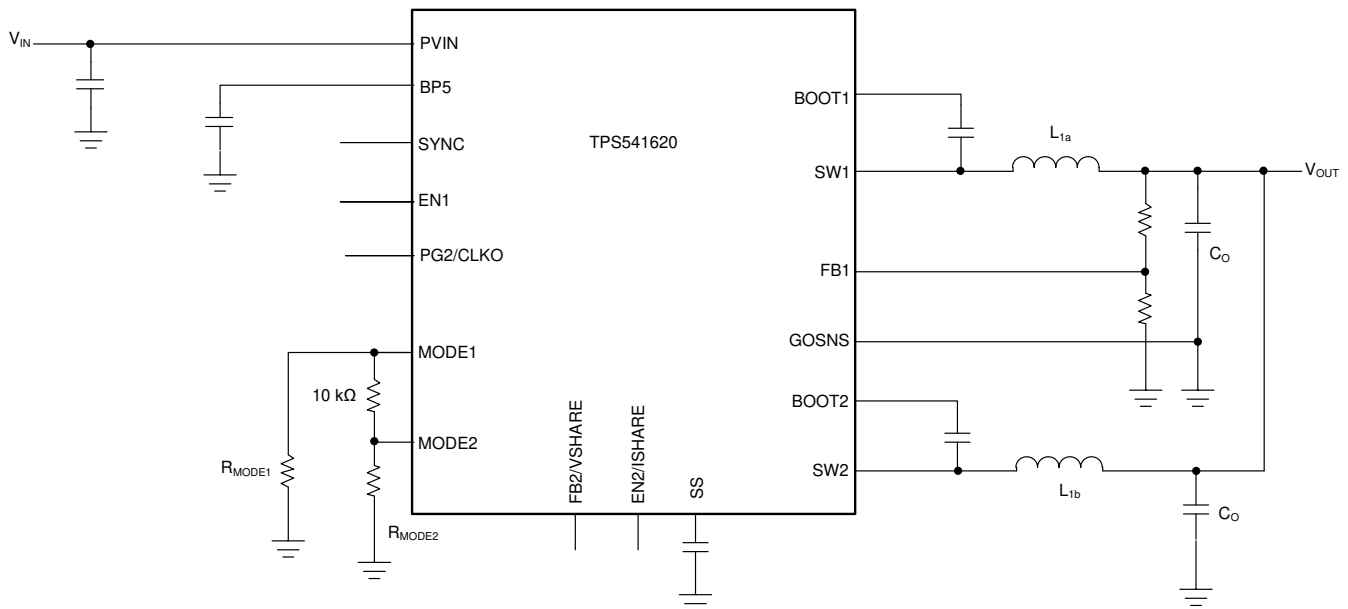 V_IN
PVIN
BP5
SYNC
EN1
PG2/CLKO
MODE1
10 kΩ
MODE2
R_MODE1
R_MODE2
TPS541620
FB2/VSHARE
EN2/ISHARE
SS
BOOT1
L_1a
SW1
V_OUT
FB1
C_O
GOSNS
BOOT2
SW2
L_1b
C_O